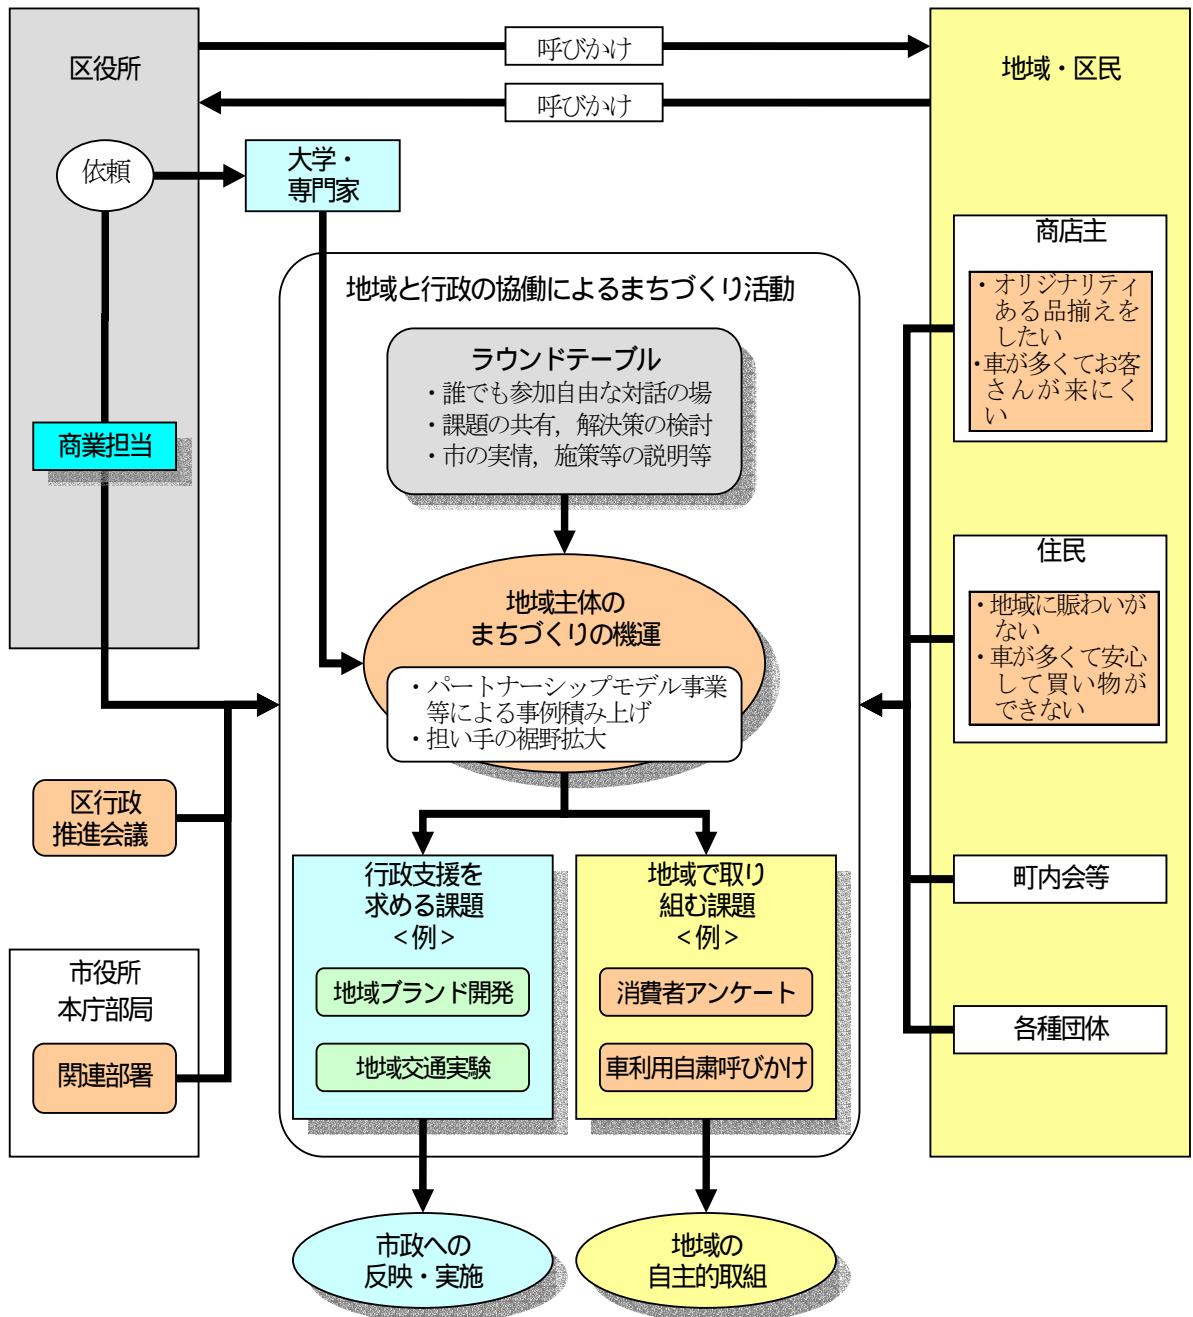 区役所
呼びかけ
呼びかけ
地域・区民
依頼
大学・
専門家
商業担当
地域と行政の協働によるまちづくり活動
ラウンドテーブル
・誰でも参加自由な対話の場
・課題の共有，解決策の検討
・市の実情，施策等の説明等
地域主体の
まちづくりの機運
・パートナーシップモデル事業
等による事例積み上げ
・担い手の裾野拡大
商店主
・オリジナリティ
ある品揃えを
したい
・車が多くてお客
さんが来にく
い
住民
・地域に賑わいが
ない
・車が多くて安心
して買い物が
できない
町内会等
各種団体
区行政
推進会議
市役所
本庁部局
関連部署
行政支援を
求める課題
＜例＞
地域ブランド開発
地域交通実験
地域で取り
組む課題
＜例＞
消費者アンケート
車利用自粛呼びかけ
市政への
反映・実施
地域の
自主的取組